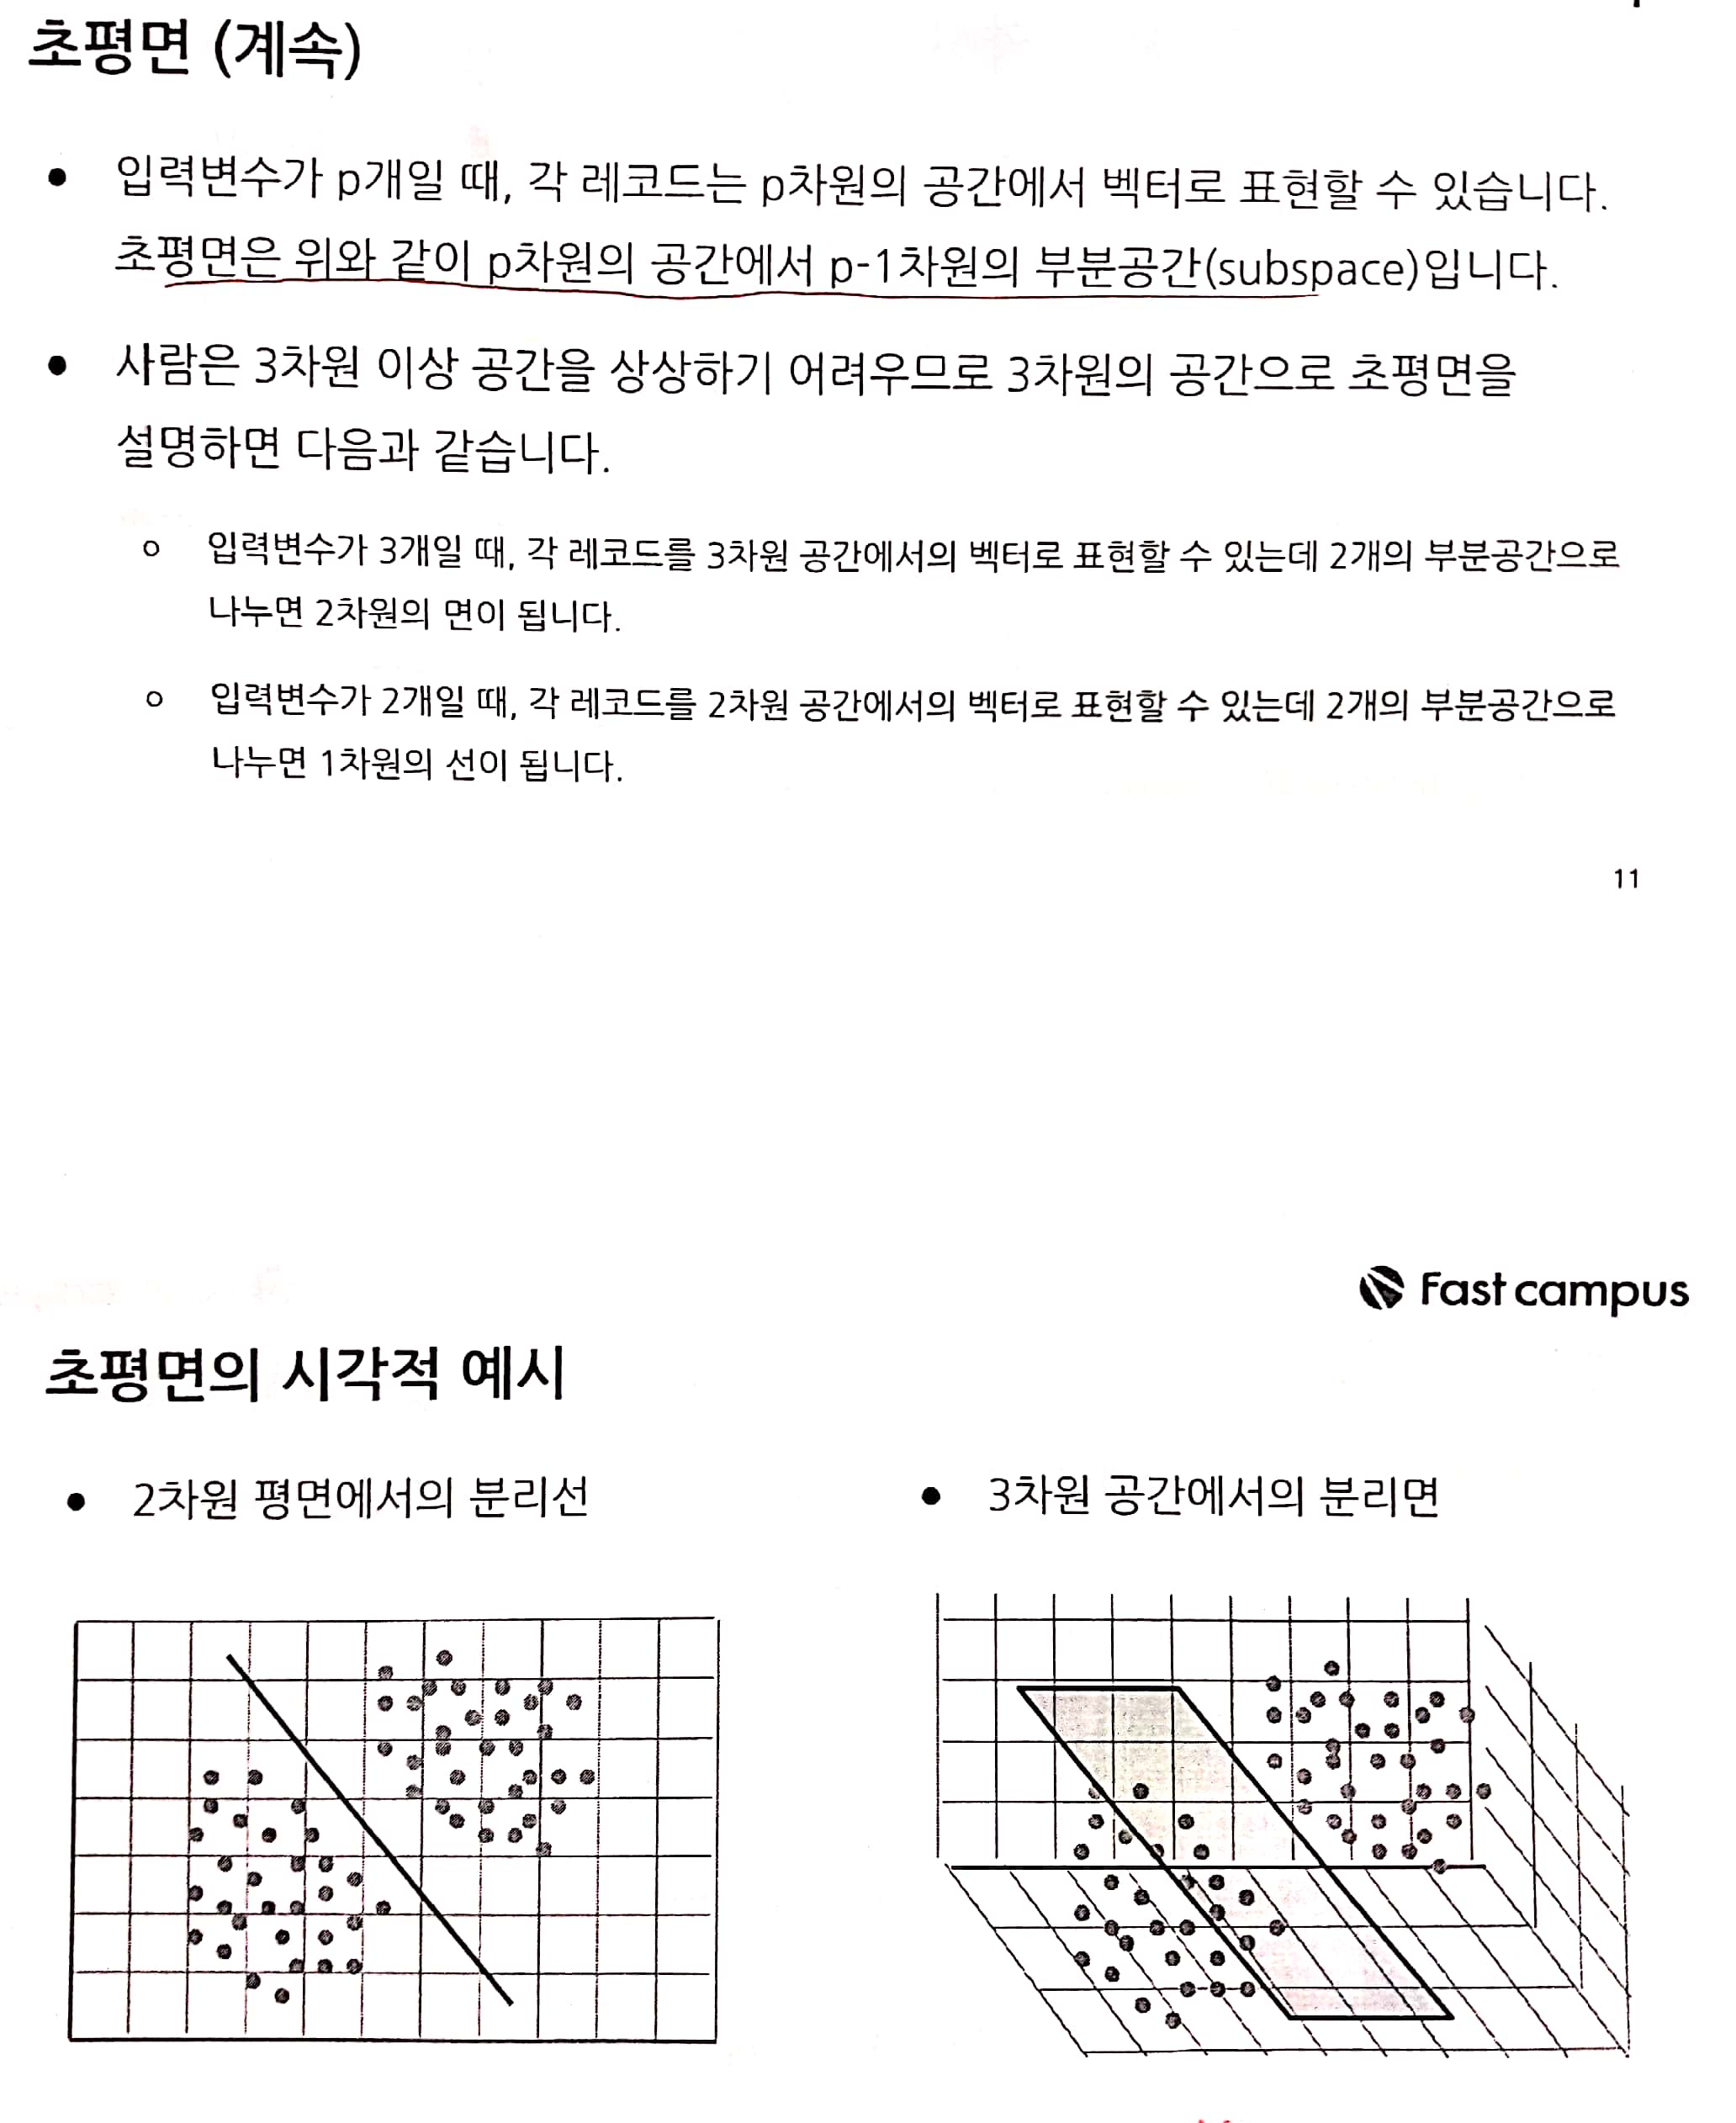 초평면 (계속)
● 입력변수가 p개일 때, 각 레코드는 p차원의 공간에서 벡터로 표현할 수 있습니다.
초평면은 위와 같이 p차원의 공간에서 p-1차원의 부분공간(subspace)입니다.
● 사람은 3차원 이상 공간을 상상하기 어려우므로 3차원의 공간으로 초평면을
설명하면 다음과 같습니다.
○ 입력변수가 3개일 때, 각 레코드를 3차원 공간에서의 벡터로 표현할 수 있는데 2개의 부분공간으로
나누면 2차원의 면이 됩니다.
○ 입력변수가 2개일 때, 각 레코드를 2차원 공간에서의 벡터로 표현할 수 있는데 2개의 부분공간으로
나누면 1차원의 선이 됩니다.
11
Fast campus
초평면의 시각적 예시
● 2차원 평면에서의 분리선
● 3차원 공간에서의 분리면